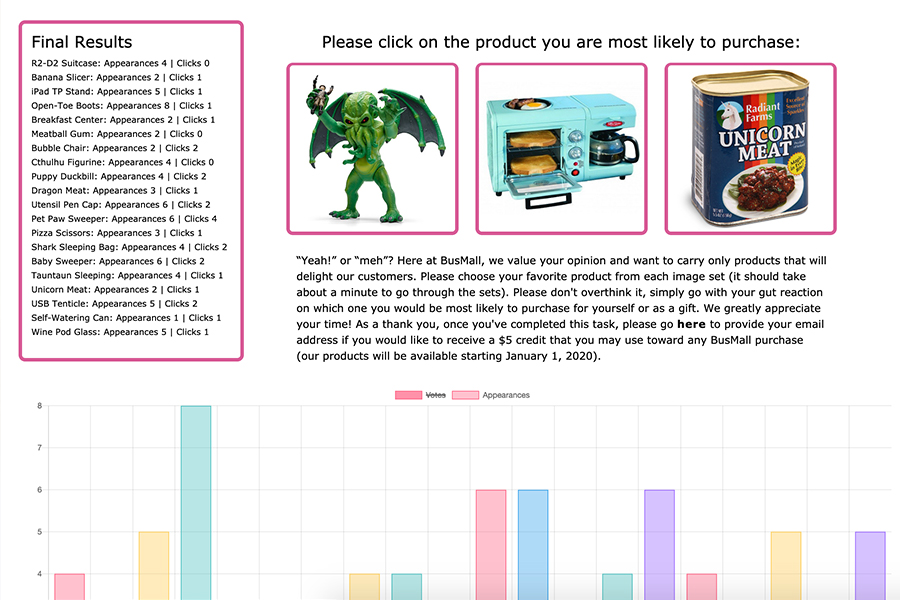 Final Results
R2-D2 Suitcase: Appearances 4 | Clicks 0
Banana Slicer: Appearances 2 | Clicks 1
iPad TP Stand: Appearances 5 | Clicks 1
Open-Toe Boots: Appearances 8 | Clicks 1
Breakfast Center: Appearances 2 | Clicks 1
Meatball Gum: Appearances 2 | Clicks 0
Bubble Chair: Appearances 2 | Clicks 2
Cthulhu Figurine: Appearances 4 | Clicks 0
Puppy Duckbill: Appearances 4 | Clicks 2
Dragon Meat: Appearances 3 | Clicks 1
Utensil Pen Cap: Appearances 6 | Clicks 2
Pet Paw Sweeper: Appearances 6 | Clicks 4
Pizza Scissors: Appearances 3 | Clicks 1
Shark Sleeping Bag: Appearances 4 | Clicks 2
Baby Sweeper: Appearances 6 | Clicks 2
Tauntaun Sleeping: Appearances 4 | Clicks 1
Unicorn Meat: Appearances 2 | Clicks 1
USB Tenticle: Appearances 5 | Clicks 2
Self-Watering Can: Appearances 1 | Clicks 1
Wine Pod Glass: Appearances 5 | Clicks 1
Please click on the product you are most likely to purchase:
Radiant
Farms
UNICORN
MEAT
“Yeah!” or “meh”? Here at BusMall, we value your opinion and want to carry only products that will
delight our customers. Please choose your favorite product from each image set (it should take
about a minute to go through the sets). Please don't overthink it, simply go with your gut reaction
on which one you would be most likely to purchase for yourself or as a gift. We greatly appreciate
your time! As a thank you, once you've completed this task, please go here to provide your email
address if you would like to receive a $5 credit that you may use toward any BusMall purchase
(our products will be available starting January 1, 2020).
Votes Appearances
8
7
6
5
4